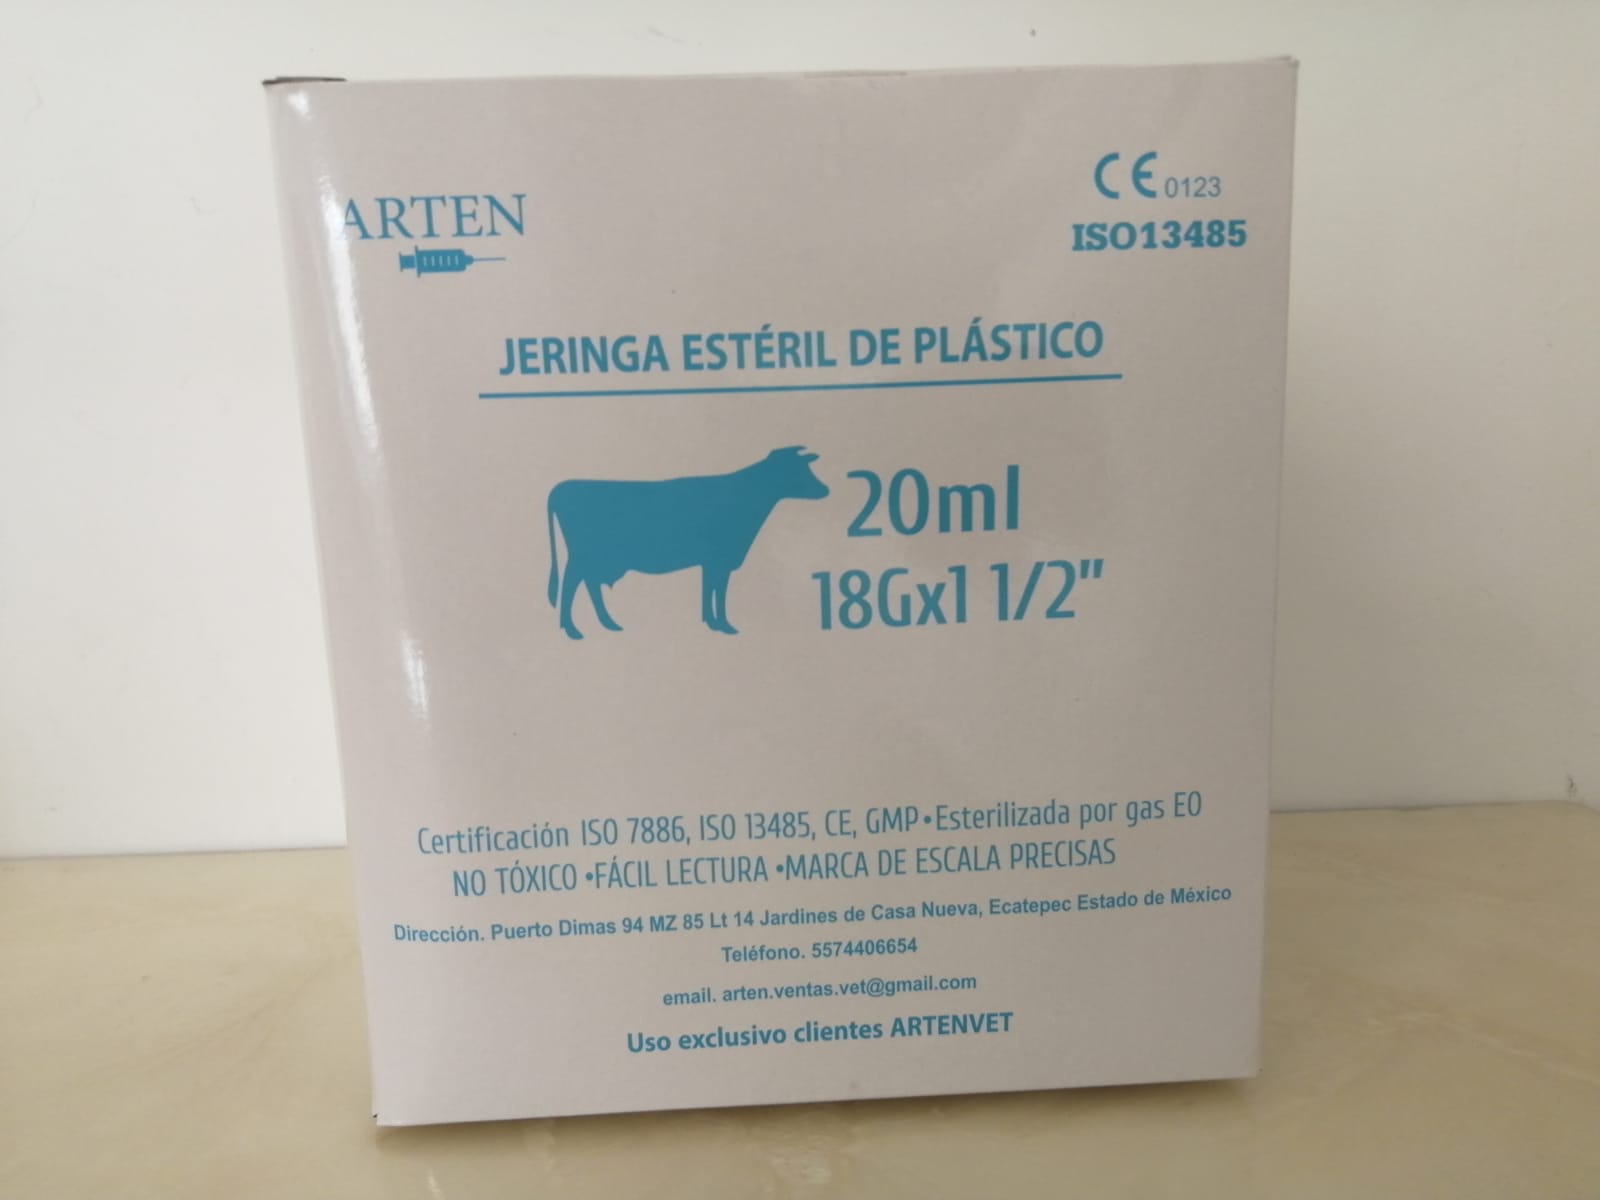 ARTEN
CE 0123
ISO13485
JERINGA ESTÉRIL DE PLÁSTICO
20ml
18Gx1 1/2"
Certificación ISO 7886, ISO 13485, CE, GMP•Esterilizada por gas EO
NO TÓXICO •FÁCIL LECTURA •MARCA DE ESCALA PRECISAS
Dirección. Puerto Dimas 94 MZ 85 Lt 14 Jardines de Casa Nueva, Ecatepec Estado de México
Teléfono. 5574406654
email. arten.ventas.vet@gmail.com
Uso exclusivo clientes ARTENVET